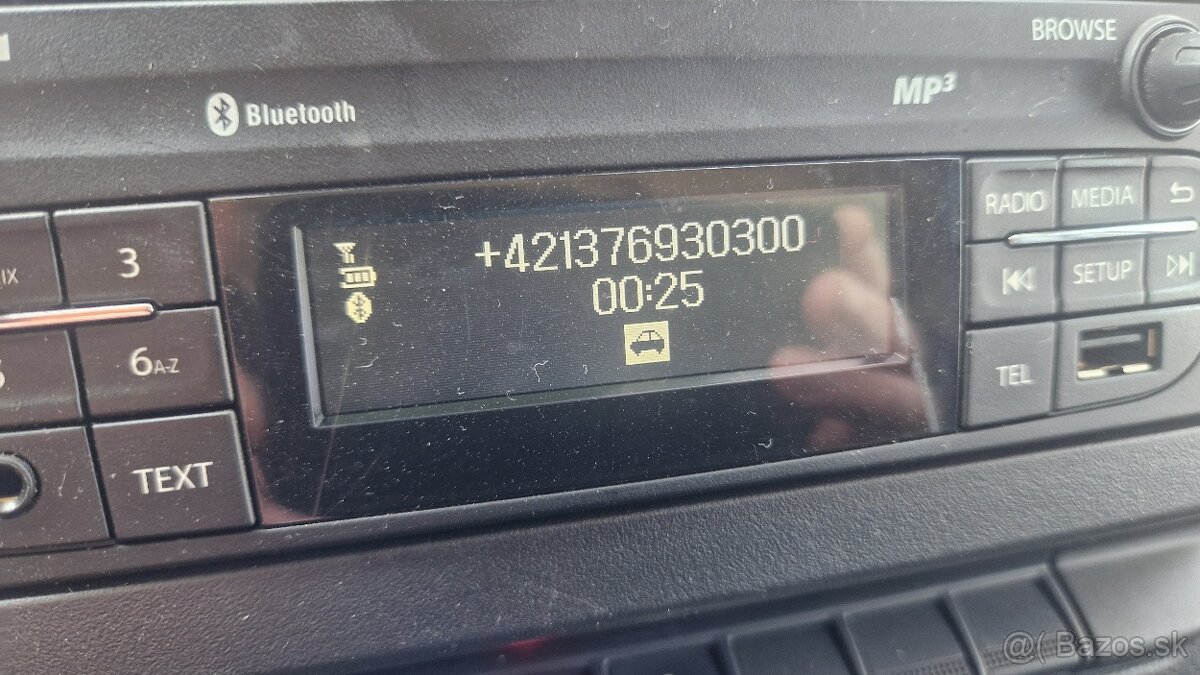 BROWSE
Bluetooth
MP3
+421376930300
00:25
RADIO
MEDIA
3
SETUP
6A-Z
TEL
TEXT
@( Bazos.sk